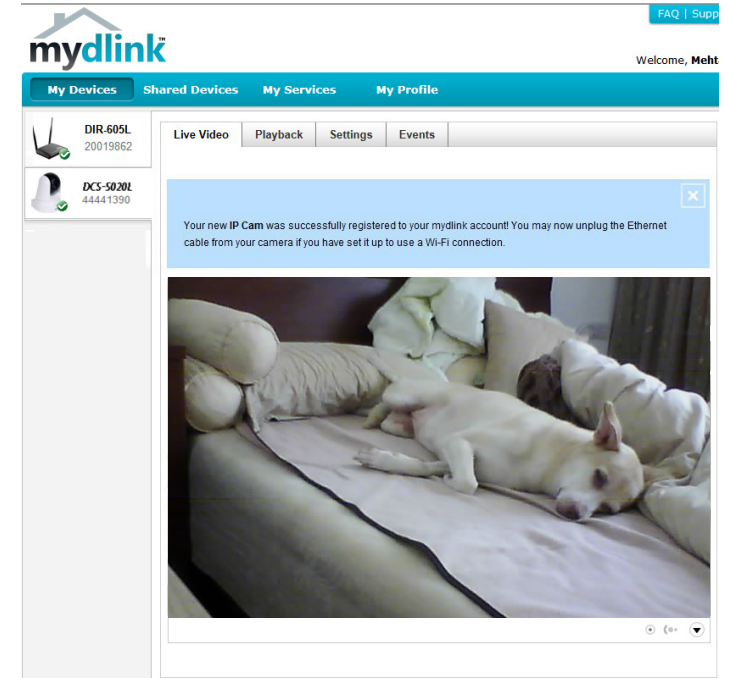 FAQ | Supp
mydlink
Welcome, Meht
My Devices Shared Devices My Services My Profile
DIR-605L
20019862
DCS-5020L
44441390
Live Video Playback Settings Events
Your new IP Cam was successfully registered to your mydlink account! You may now unplug the Ethernet
cable from your camera if you have set it up to use a Wi-Fi connection.